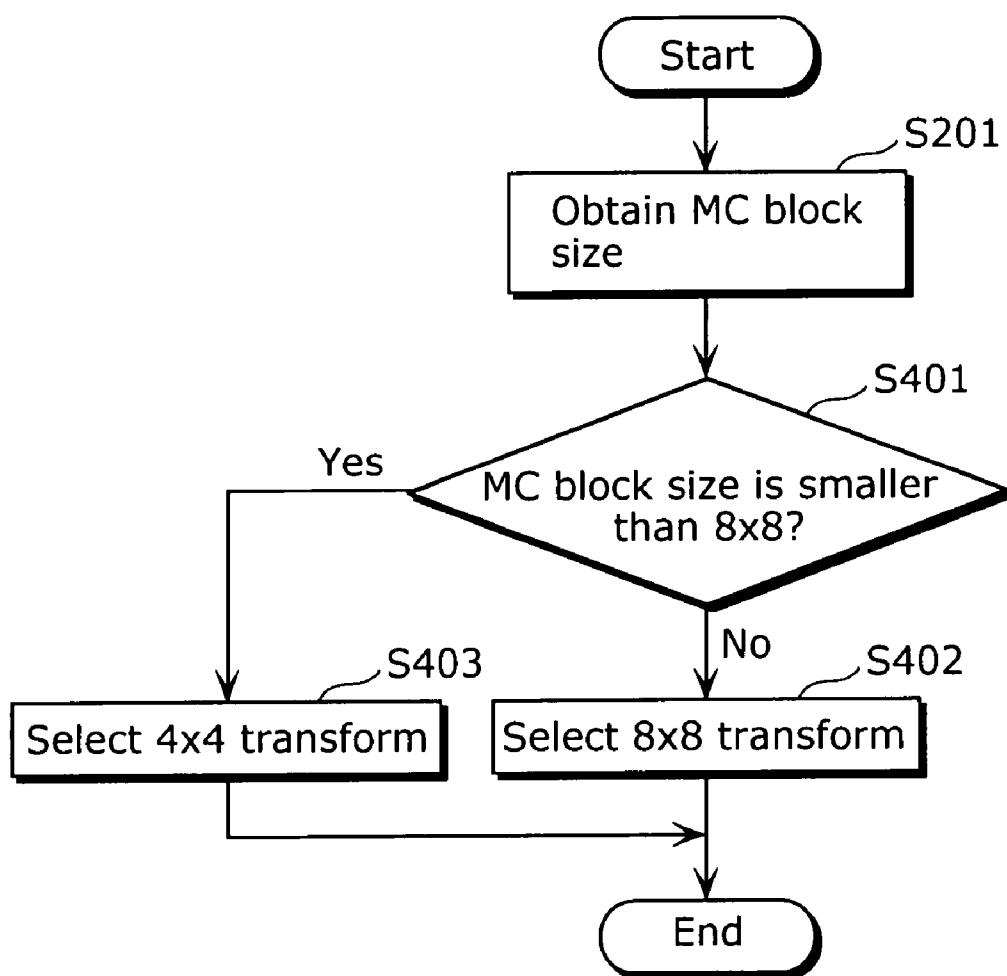 Start
S201
Obtain MC block
size
S401
MC block size is smaller
than 8x8?
Yes
No
S403
Select 4x4 transform
S402
Select 8x8 transform
End